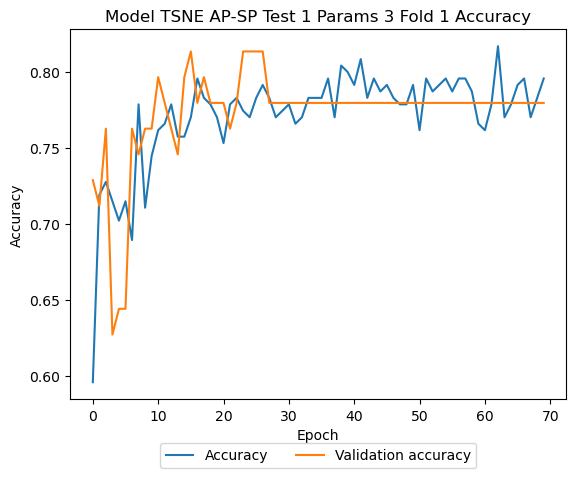 Model TSNE AP-SP Test 1 Params 3 Fold 1 Accuracy
0.80
0.75
0.70
0.65
0.60
Accuracy
0 10 20 30 40 50 60 70
Epoch
Accuracy Validation accuracy